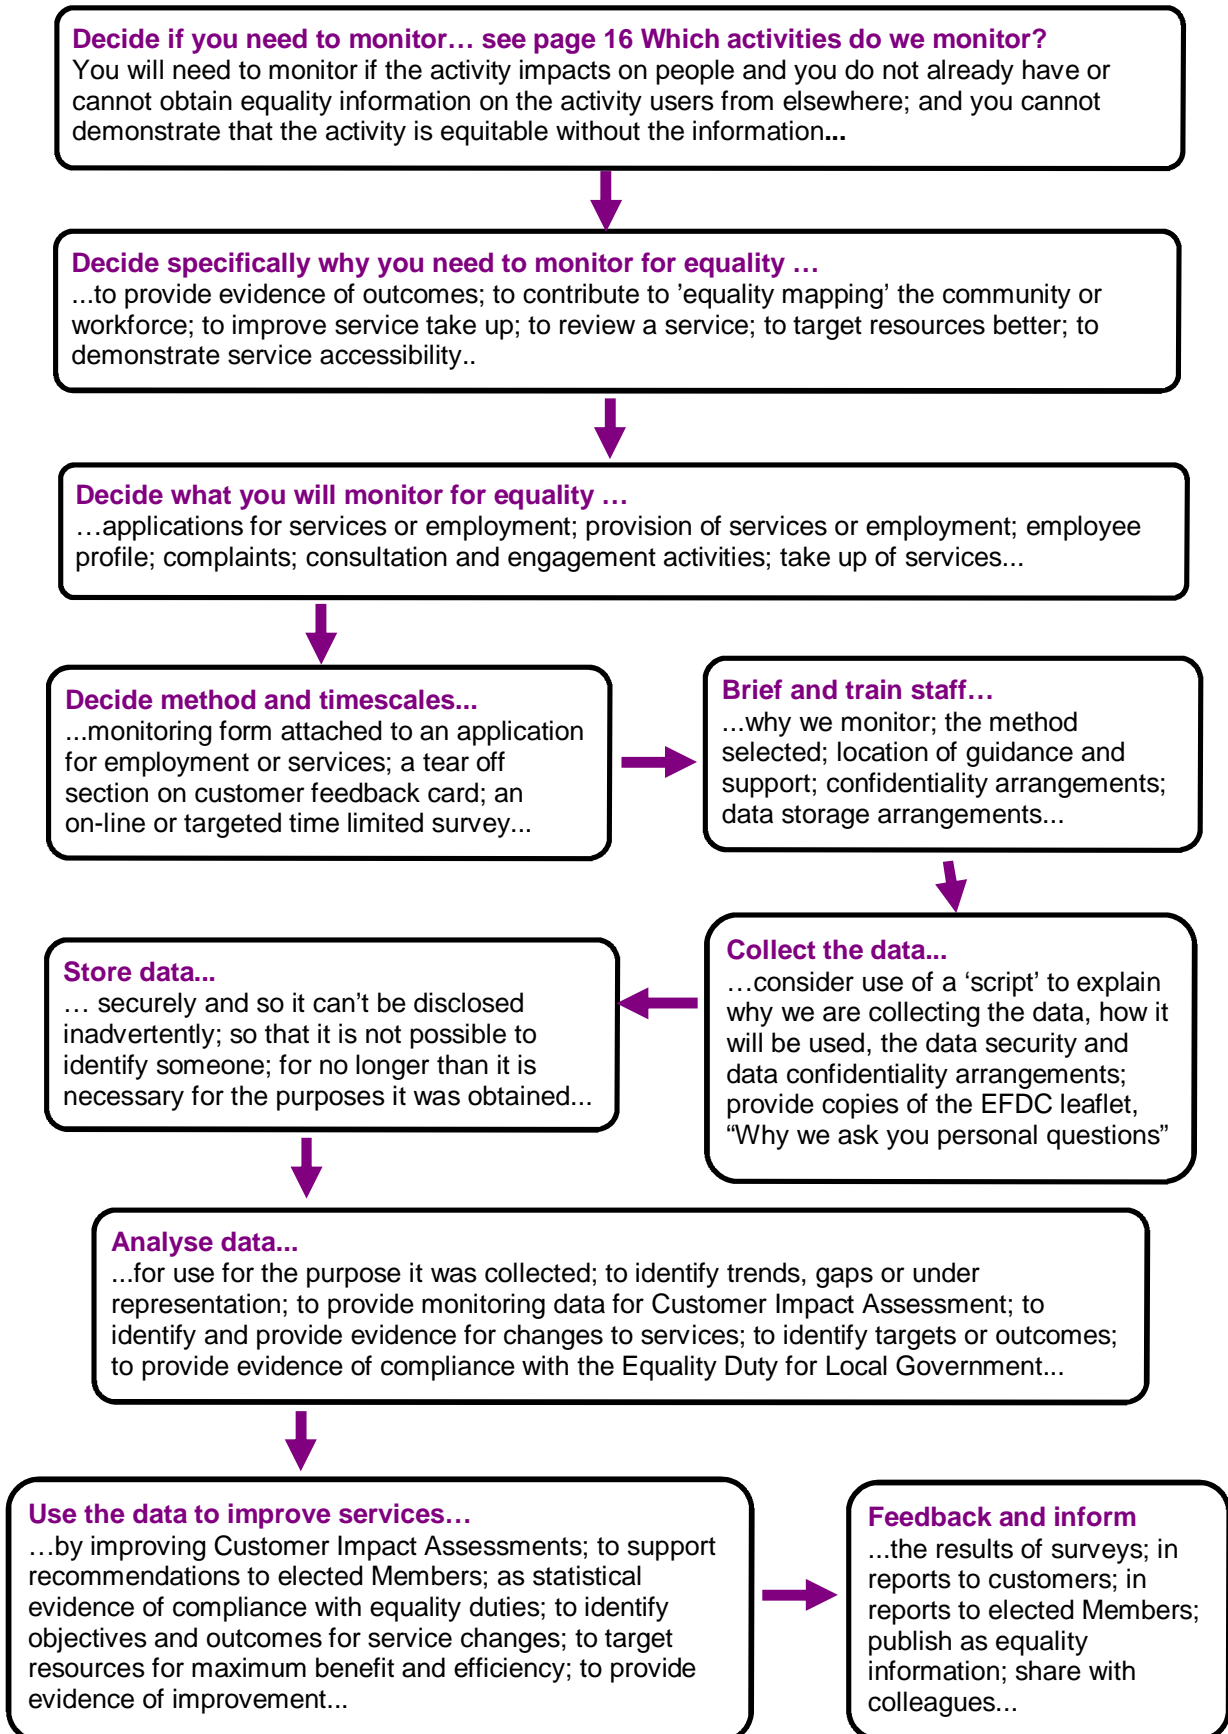 Decide if you need to monitor… see page 16 Which activities do we monitor?
You will need to monitor if the activity impacts on people and you do not already have or
cannot obtain equality information on the activity users from elsewhere; and you cannot
demonstrate that the activity is equitable without the information...
Decide specifically why you need to monitor for equality …
...to provide evidence of outcomes; to contribute to ’equality mapping’ the community or
workforce; to improve service take up; to review a service; to target resources better; to
demonstrate service accessibility..
Decide what you will monitor for equality …
…applications for services or employment; provision of services or employment; employee
profile; complaints; consultation and engagement activities; take up of services...
Decide method and timescales...
...monitoring form attached to an application
for employment or services; a tear off
section on customer feedback card; an
on-line or targeted time limited survey...
Brief and train staff…
...why we monitor; the method
selected; location of guidance and
support; confidentiality arrangements;
data storage arrangements...
Collect the data...
…consider use of a ‘script’ to explain
why we are collecting the data, how it
will be used, the data security and
data confidentiality arrangements;
provide copies of the EFDC leaflet,
“Why we ask you personal questions”
Store data...
… securely and so it can’t be disclosed
inadvertently; so that it is not possible to
identify someone; for no longer than it is
necessary for the purposes it was obtained...
Analyse data...
...for use for the purpose it was collected; to identify trends, gaps or under
representation; to provide monitoring data for Customer Impact Assessment; to
identify and provide evidence for changes to services; to identify targets or outcomes;
to provide evidence of compliance with the Equality Duty for Local Government...
Use the data to improve services…
…by improving Customer Impact Assessments; to support
recommendations to elected Members; as statistical
evidence of compliance with equality duties; to identify
objectives and outcomes for service changes; to target
resources for maximum benefit and efficiency; to provide
evidence of improvement...
Feedback and inform
...the results of surveys; in
reports to customers; in
reports to elected Members;
publish as equality
information; share with
colleagues...